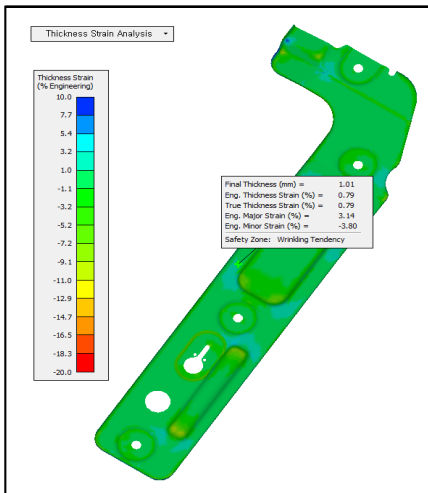 Thickness Strain Analysis
Thickness Strain
(% Engineering)
10.0
7.7
5.4
3.2
1.0
-1.1
-3.2
-5.2
-7.2
-9.1
-11.0
-12.9
-14.7
-16.5
-18.3
-20.0
Final Thickness (mm) = 1.01
Eng. Thickness Strain (%) = 0.79
True Thickness Strain (%) = 0.79
Eng. Major Strain (%) = 3.14
Eng. Minor Strain (%) = -3.80
Safety Zone: Wrinkling Tendency